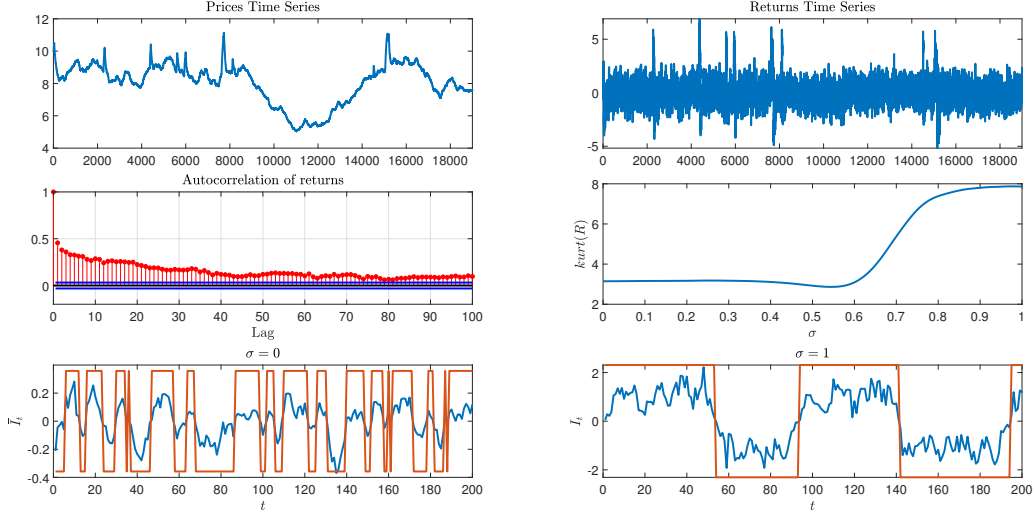 Prices Time Series
12
10
8
6
4
0 2000 4000 6000 8000 10000 12000 14000 16000 18000
Returns Time Series
5
0
-5
0 2000 4000 6000 8000 10000 12000 14000 16000 18000
Autocorrelation of returns
1
0.5
0
0 10 20 30 40 50 60 70 80 90 100
Lag
kurt(R)
8
6
4
2
0 0.1 0.2 0.3 0.4 0.5 0.6 0.7 0.8 0.9 1
σ
σ = 0
I̅_t
0.2
0
-0.2
-0.4
0 20 40 60 80 100 120 140 160 180 200
t
σ = 1
I_t
2
0
-2
0 20 40 60 80 100 120 140 160 180 200
t